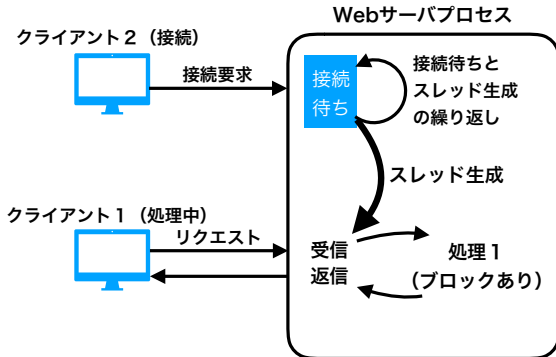 Webサーバプロセス
クライアント２（接続）
接続要求
接続
待ち
接続待ちと
スレッド生成
の繰り返し
スレッド生成
クライアント１（処理中）
リクエスト
受信
返信
処理１
（ブロックあり）